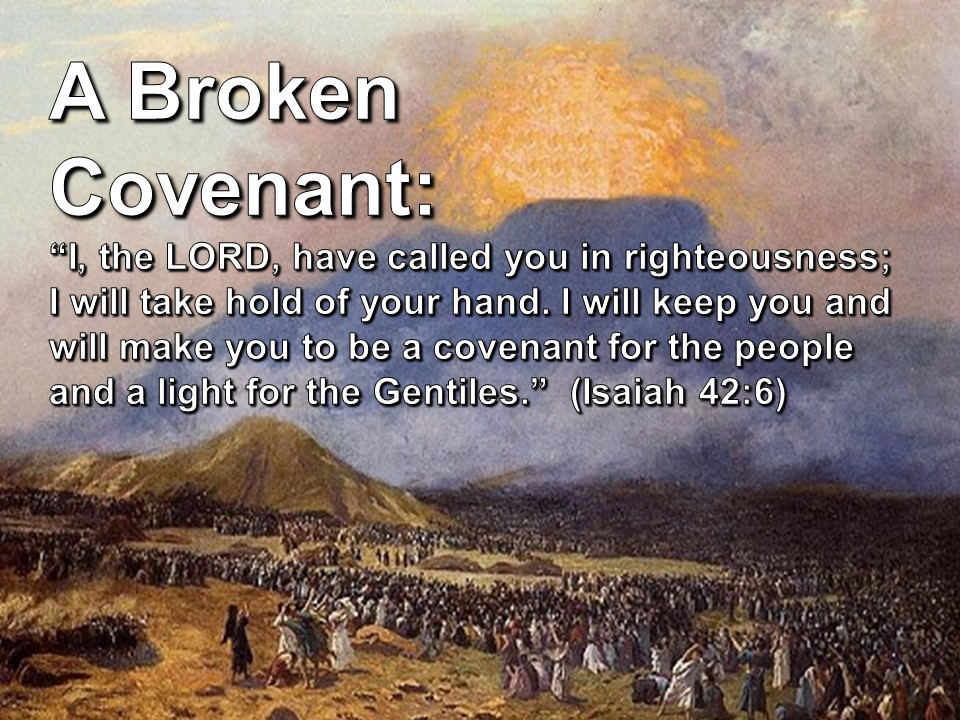 A Broken
Covenant:
“I, the LORD, have called you in righteousness;
I will take hold of your hand. I will keep you and
will make you to be a covenant for the people
and a light for the Gentiles.” (Isaiah 42:6)